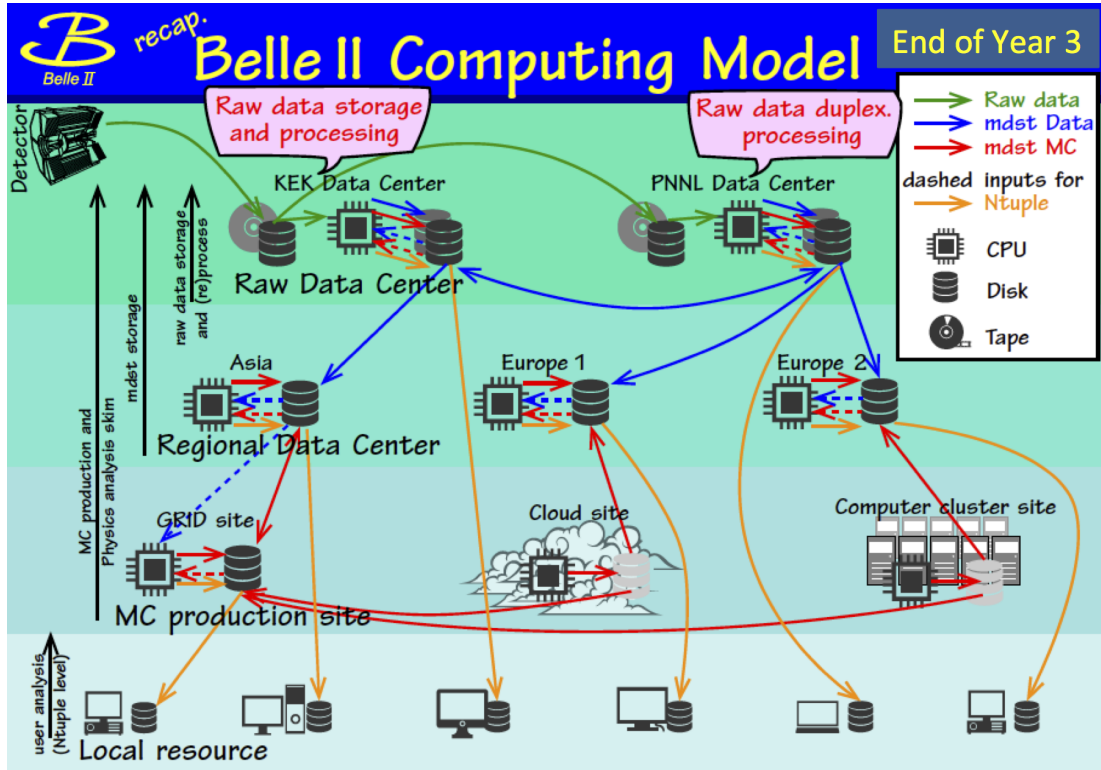 Belle II
recap.
Belle II Computing Model
End of Year 3
Raw data
mdst Data
mdst MC
dashed inputs for
Ntuple
CPU
Disk
Tape
Detector
Raw data storage
and processing
Raw data duplex.
processing
KEK Data Center
PNNL Data Center
Raw Data Center
raw data storage
and (re)process
mdst storage
MC production and
Physics analysis skim
Asia
Europe 1
Europe 2
Regional Data Center
GRID site
Cloud site
Computer cluster site
MC production site
user analysis
(Ntuple level)
Local resource